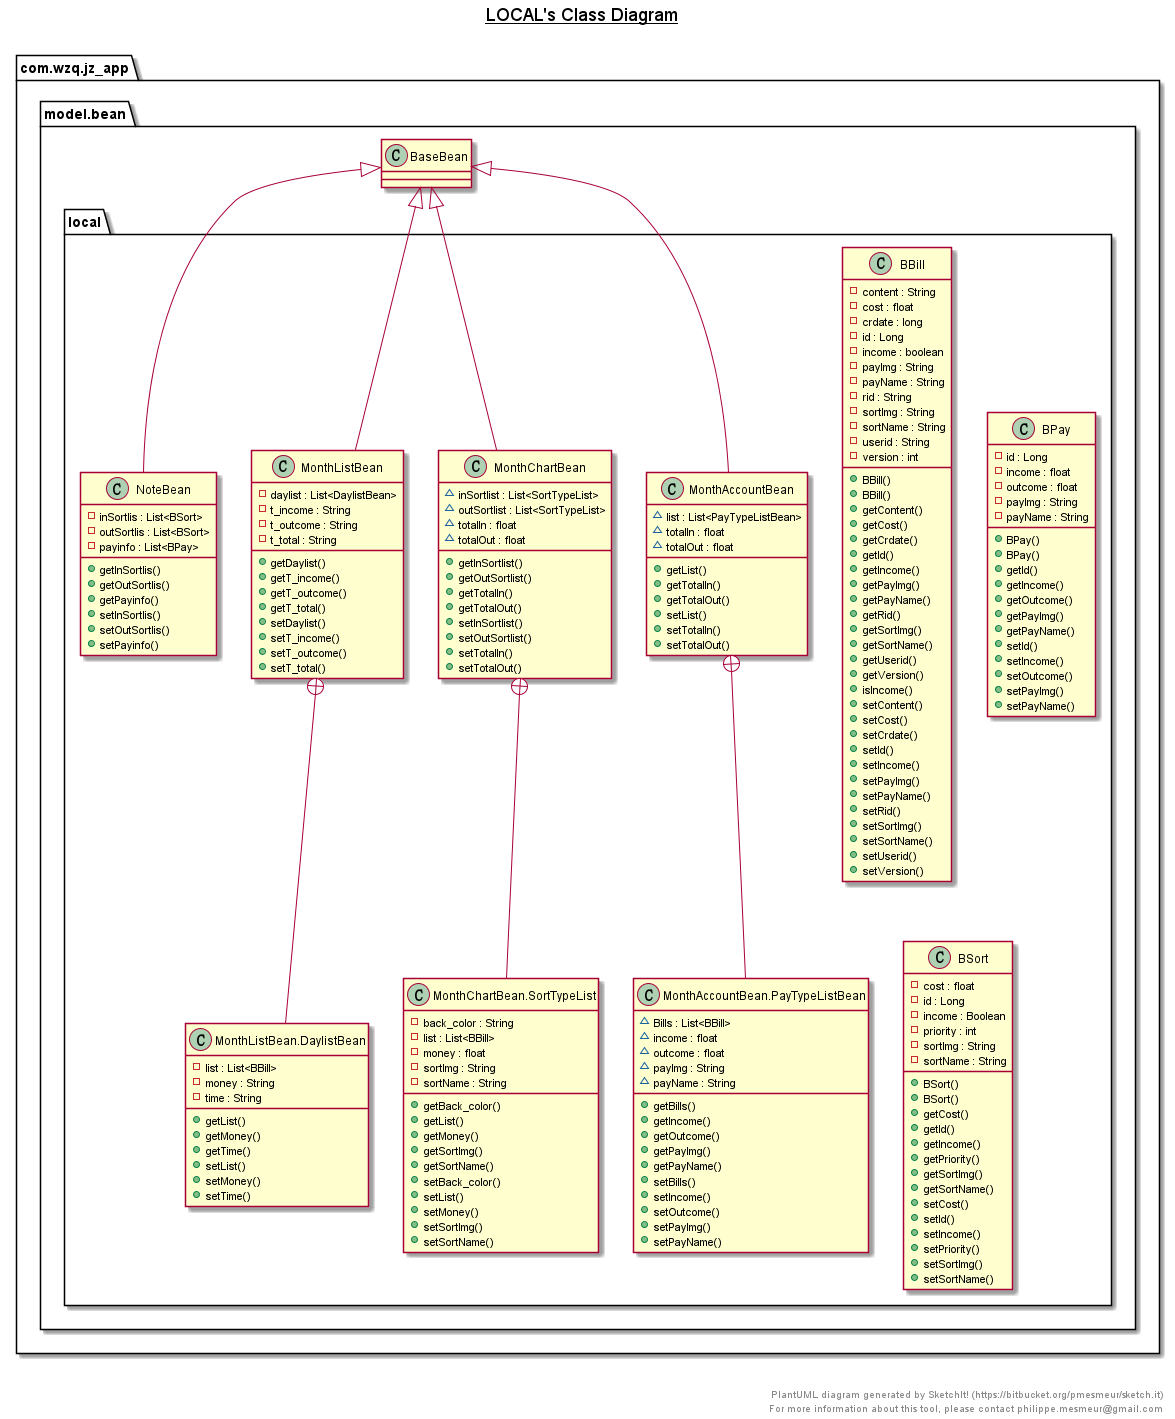 LOCAL's Class Diagram
com.wzq.jz_app
model.bean
BaseBean
local
NoteBean
inSortlis : List<BSort>
outSortlis : List<BSort>
payinfo : List<BPay>
getInSortlis()
getOutSortlis()
getPayinfo()
setInSortlis()
setOutSortlis()
setPayinfo()
MonthListBean
daylist : List<DaylistBean>
t_income : String
t_outcome : String
t_total : String
getDaylist()
getT_income()
getT_outcome()
getT_total()
setDaylist()
setT_income()
setT_outcome()
setT_total()
MonthChartBean
inSortlist : List<SortTypeList>
outSortlist : List<SortTypeList>
totalIn : float
totalOut : float
getInSortlist()
getOutSortlist()
getTotalIn()
getTotalOut()
setInSortlist()
setOutSortlist()
setTotalIn()
setTotalOut()
MonthAccountBean
list : List<PayTypeListBean>
totalIn : float
totalOut : float
getList()
getTotalIn()
getTotalOut()
setList()
setTotalIn()
setTotalOut()
BBill
content : String
cost : float
crdate : long
id : Long
income : boolean
payImg : String
payName : String
rid : String
sortImg : String
sortName : String
userid : String
version : int
BBill()
BBill()
getContent()
getCost()
getCrdate()
getId()
getIncome()
getPayImg()
getPayName()
getRid()
getSortImg()
getSortName()
getUserid()
getVersion()
isIncome()
setContent()
setCost()
setCrdate()
setId()
setIncome()
setPayImg()
setPayName()
setRid()
setSortImg()
setSortName()
setUserid()
setVersion()
BPay
id : Long
income : float
outcome : float
payImg : String
payName : String
BPay()
BPay()
getId()
getIncome()
getOutcome()
getPayImg()
getPayName()
setId()
setIncome()
setOutcome()
setPayImg()
setPayName()
MonthListBean.DaylistBean
list : List<BBill>
money : String
time : String
getList()
getMoney()
getTime()
setList()
setMoney()
setTime()
MonthChartBean.SortTypeList
back_color : String
list : List<BBill>
money : float
sortImg : String
sortName : String
getBack_color()
getList()
getMoney()
getSortImg()
getSortName()
setBack_color()
setList()
setMoney()
setSortImg()
setSortName()
MonthAccountBean.PayTypeListBean
Bills : List<BBill>
income : float
outcome : float
payImg : String
payName : String
getBills()
getIncome()
getOutcome()
getPayImg()
getPayName()
setBills()
setIncome()
setOutcome()
setPayImg()
setPayName()
BSort
cost : float
id : Long
income : Boolean
priority : int
sortImg : String
sortName : String
BSort()
BSort()
getCost()
getId()
getIncome()
getPriority()
getSortImg()
getSortName()
setCost()
setId()
setIncome()
setPriority()
setSortImg()
setSortName()
PlantUML diagram generated by SketchIt! (https://bitbucket.org/pmesmeur/sketch.it)
For more information about this tool, please contact philippe.mesmeur@gmail.com